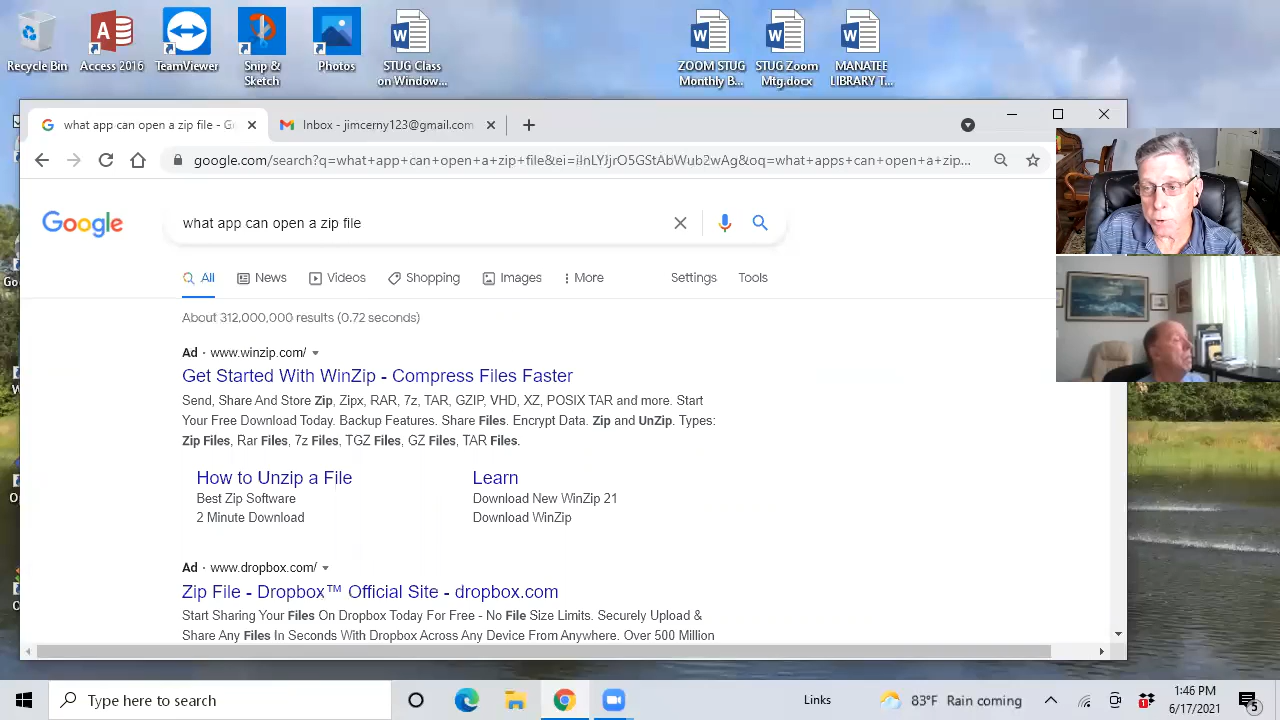 Recycle Bin
Access 2016
TeamViewer
Snip &
Sketch
Photos
STUG Class
on Window...
ZOOM STUG
Monthly B...
STUG Zoom
Mtg.docx
MANATEE
LIBRARY T...
what app can open a zip file - G
Inbox - jimcerny123@gmail.com
google.com/search?q=what+app+can+open+a+zip+file&ei=iInLYJjrO5GStAbWub2wAg&oq=what+apps+can+open+a+zip...
Google
what app can open a zip file
All
News
Videos
Shopping
Images
More
Settings
Tools
About 312,000,000 results (0.72 seconds)
Ad · www.winzip.com/
Get Started With WinZip - Compress Files Faster
Send, Share And Store Zip, Zipx, RAR, 7z, TAR, GZIP, VHD, XZ, POSIX TAR and more. Start
Your Free Download Today. Backup Features. Share Files. Encrypt Data. Zip and UnZip. Types:
Zip Files, Rar Files, 7z Files, TGZ Files, GZ Files, TAR Files.
How to Unzip a File
Learn
Best Zip Software
Download New WinZip 21
2 Minute Download
Download WinZip
Ad · www.dropbox.com/
Zip File - Dropbox™ Official Site - dropbox.com
Start Sharing Your Files On Dropbox Today For Free - No File Size Limits. Securely Upload &
Share Any Files In Seconds With Dropbox Across Any Device From Anywhere. Over 500 Million
Type here to search
Links
83°F Rain coming
1
1:46 PM
6/17/2021
5